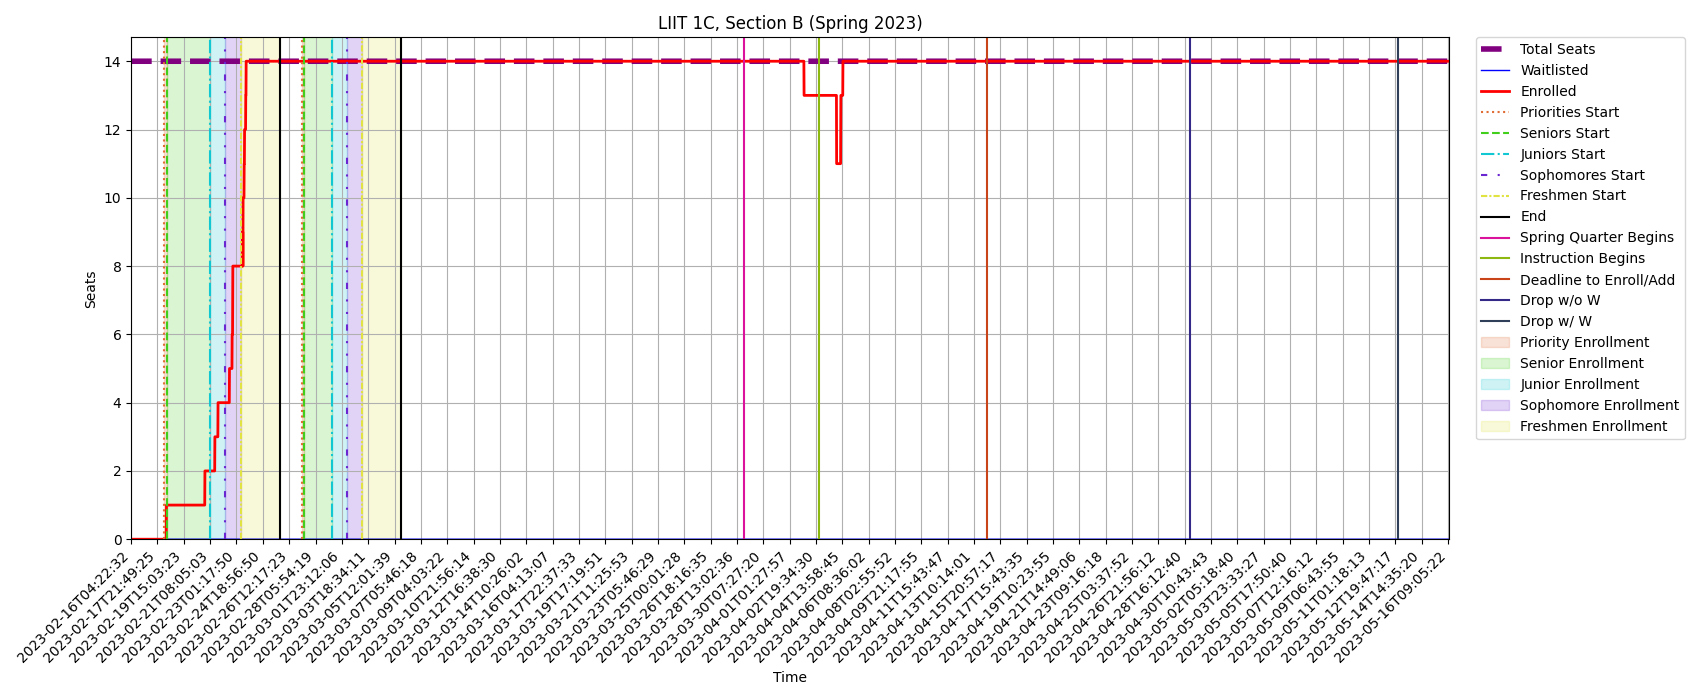 LIIT 1C, Section B (Spring 2023)
Seats
14
12
10
8
6
4
2
0
2023-02-16T04:22:32
2023-02-17T21:49:25
2023-02-19T15:03:23
2023-02-21T08:05:03
2023-02-23T01:17:50
2023-02-24T18:56:50
2023-02-26T12:17:23
2023-02-28T05:54:19
2023-03-01T23:12:06
2023-03-03T18:34:11
2023-03-05T12:01:39
2023-03-07T05:46:18
2023-03-09T04:03:22
2023-03-10T21:56:14
2023-03-12T16:38:30
2023-03-14T10:26:02
2023-03-16T04:13:07
2023-03-17T22:37:33
2023-03-19T17:19:51
2023-03-21T11:25:53
2023-03-23T05:46:29
2023-03-25T00:01:28
2023-03-26T18:16:35
2023-03-28T13:02:36
2023-03-30T07:27:20
2023-04-01T01:27:57
2023-04-02T19:34:30
2023-04-04T13:58:45
2023-04-06T08:36:02
2023-04-08T02:55:52
2023-04-09T21:17:55
2023-04-11T15:43:47
2023-04-13T10:14:01
2023-04-15T20:57:17
2023-04-17T15:43:35
2023-04-19T10:23:55
2023-04-21T14:49:06
2023-04-23T09:16:18
2023-04-25T03:37:52
2023-04-26T21:56:12
2023-04-28T16:12:40
2023-04-30T10:43:43
2023-05-02T05:18:40
2023-05-03T23:33:27
2023-05-05T17:50:40
2023-05-07T12:16:12
2023-05-09T06:43:55
2023-05-11T01:18:13
2023-05-12T19:47:17
2023-05-14T14:35:20
2023-05-16T09:05:22
Time
Total Seats
Waitlisted
Enrolled
Priorities Start
Seniors Start
Juniors Start
Sophomores Start
Freshmen Start
End
Spring Quarter Begins
Instruction Begins
Deadline to Enroll/Add
Drop w/o W
Drop w/ W
Priority Enrollment
Senior Enrollment
Junior Enrollment
Sophomore Enrollment
Freshmen Enrollment